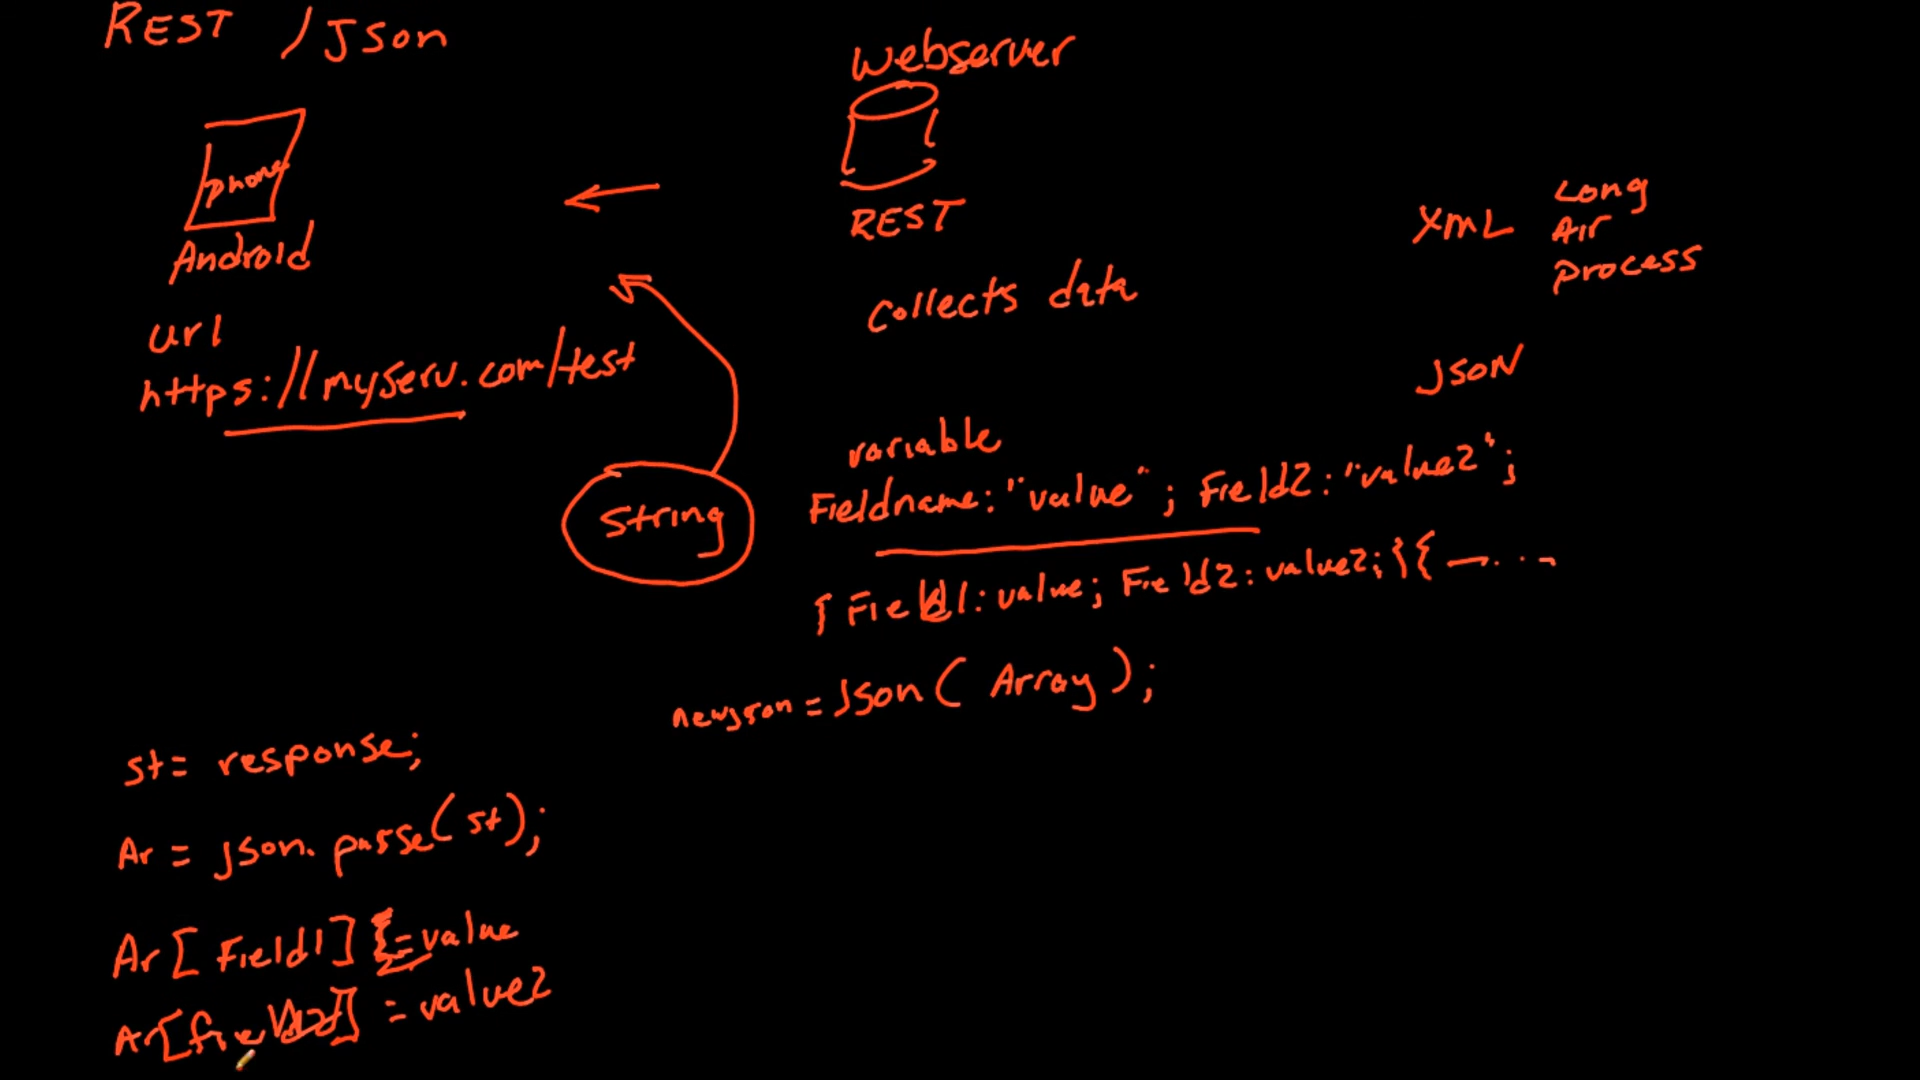 REST / Json
webserver
phone
Android
REST
XML
Long
Air
Process
collects data
url
https://myserv.com/test
JSON
variable
Fieldname: "value"; Field2: "value2";
String
{ Field1: value; Field2: value2; }{ — . . . -
newjson = Json( Array );
st= response;
Ar = json. parse( st );
Ar [ Field1 ] = value
Ar[field2] = value2